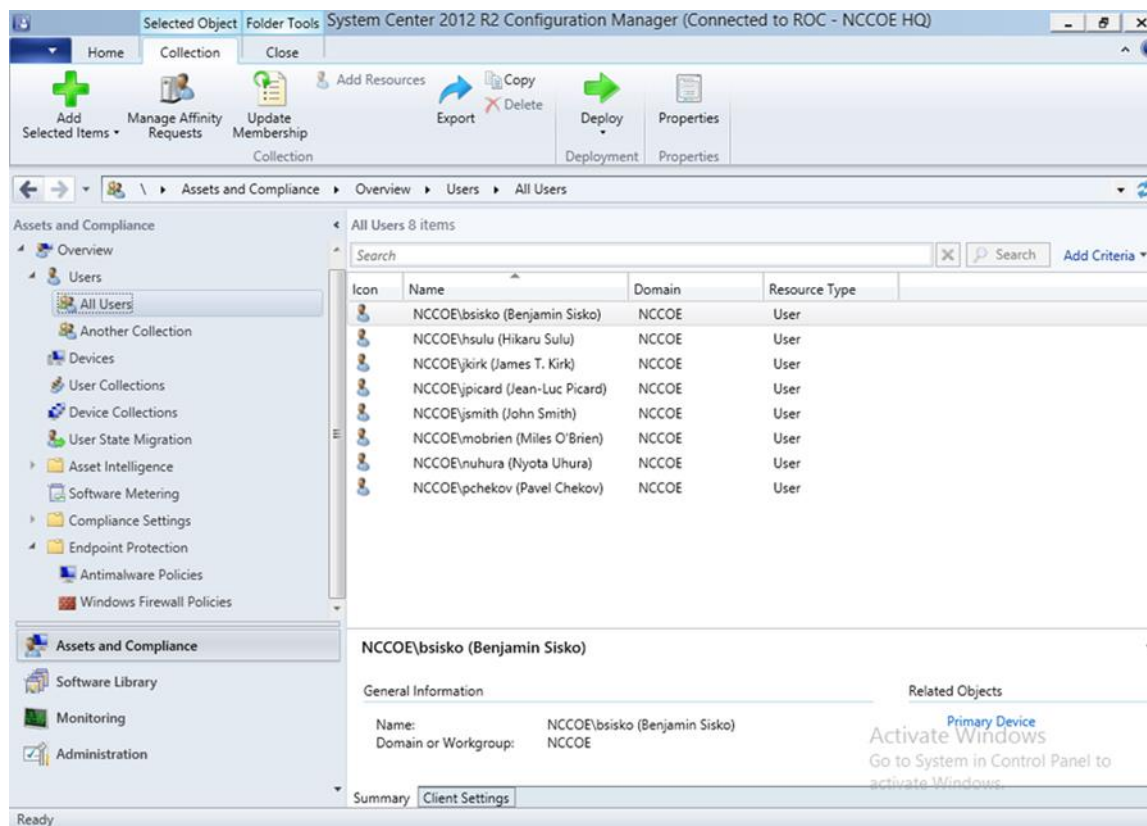 Selected Object Folder Tools System Center 2012 R2 Configuration Manager (Connected to ROC - NCCOE HQ)
Home Collection Close
Add Selected Items
Manage Affinity Requests
Update Membership
Add Resources
Export
Copy
Delete
Deploy
Properties
Collection Deployment Properties
\ Assets and Compliance Overview Users All Users
Assets and Compliance
Overview
Users
All Users
Another Collection
Devices
User Collections
Device Collections
User State Migration
Asset Intelligence
Software Metering
Compliance Settings
Endpoint Protection
Antimalware Policies
Windows Firewall Policies
Assets and Compliance
Software Library
Monitoring
Administration
All Users 8 items
Search Search Add Criteria
Icon Name Domain Resource Type
NCCOE\bsisko (Benjamin Sisko) NCCOE User
NCCOE\hsulu (Hikaru Sulu) NCCOE User
NCCOE\jkirk (James T. Kirk) NCCOE User
NCCOE\jpicard (Jean-Luc Picard) NCCOE User
NCCOE\jsmith (John Smith) NCCOE User
NCCOE\mobrien (Miles O'Brien) NCCOE User
NCCOE\nuhura (Nyota Uhura) NCCOE User
NCCOE\pchekov (Pavel Chekov) NCCOE User
NCCOE\bsisko (Benjamin Sisko)
General Information Related Objects
Name: NCCOE\bsisko (Benjamin Sisko) Primary Device
Domain or Workgroup: NCCOE
Activate Windows
Go to System in Control Panel to
activate Windows.
Summary Client Settings
Ready